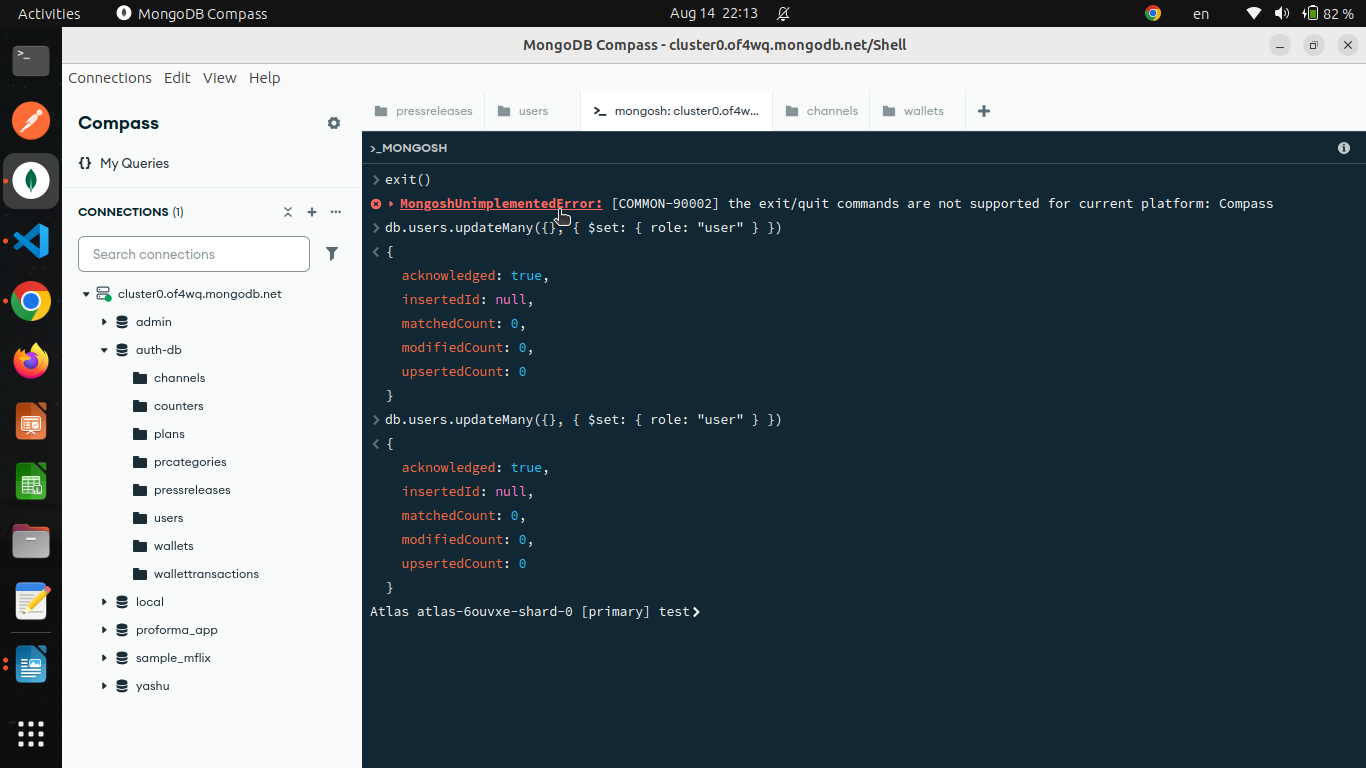 Activities
MongoDB Compass
Aug 14 22:13
en
82 %
MongoDB Compass - cluster0.of4wq.mongodb.net/Shell
Connections Edit View Help
Compass
My Queries
CONNECTIONS (1)
Search connections
cluster0.of4wq.mongodb.net
admin
auth-db
channels
counters
plans
prcategories
pressreleases
users
wallets
wallettransactions
local
proforma_app
sample_mflix
yashu
pressreleases
users
>_ mongosh: cluster0.of4w...
channels
wallets
>_MONGOSH
> exit()
MongoshUnimplementedError: [COMMON-90002] the exit/quit commands are not supported for current platform: Compass
> db.users.updateMany({}, { $set: { role: "user" } })
< {
acknowledged: true,
insertedId: null,
matchedCount: 0,
modifiedCount: 0,
upsertedCount: 0
}
> db.users.updateMany({}, { $set: { role: "user" } })
< {
acknowledged: true,
insertedId: null,
matchedCount: 0,
modifiedCount: 0,
upsertedCount: 0
}
Atlas atlas-6ouvxe-shard-0 [primary] test>